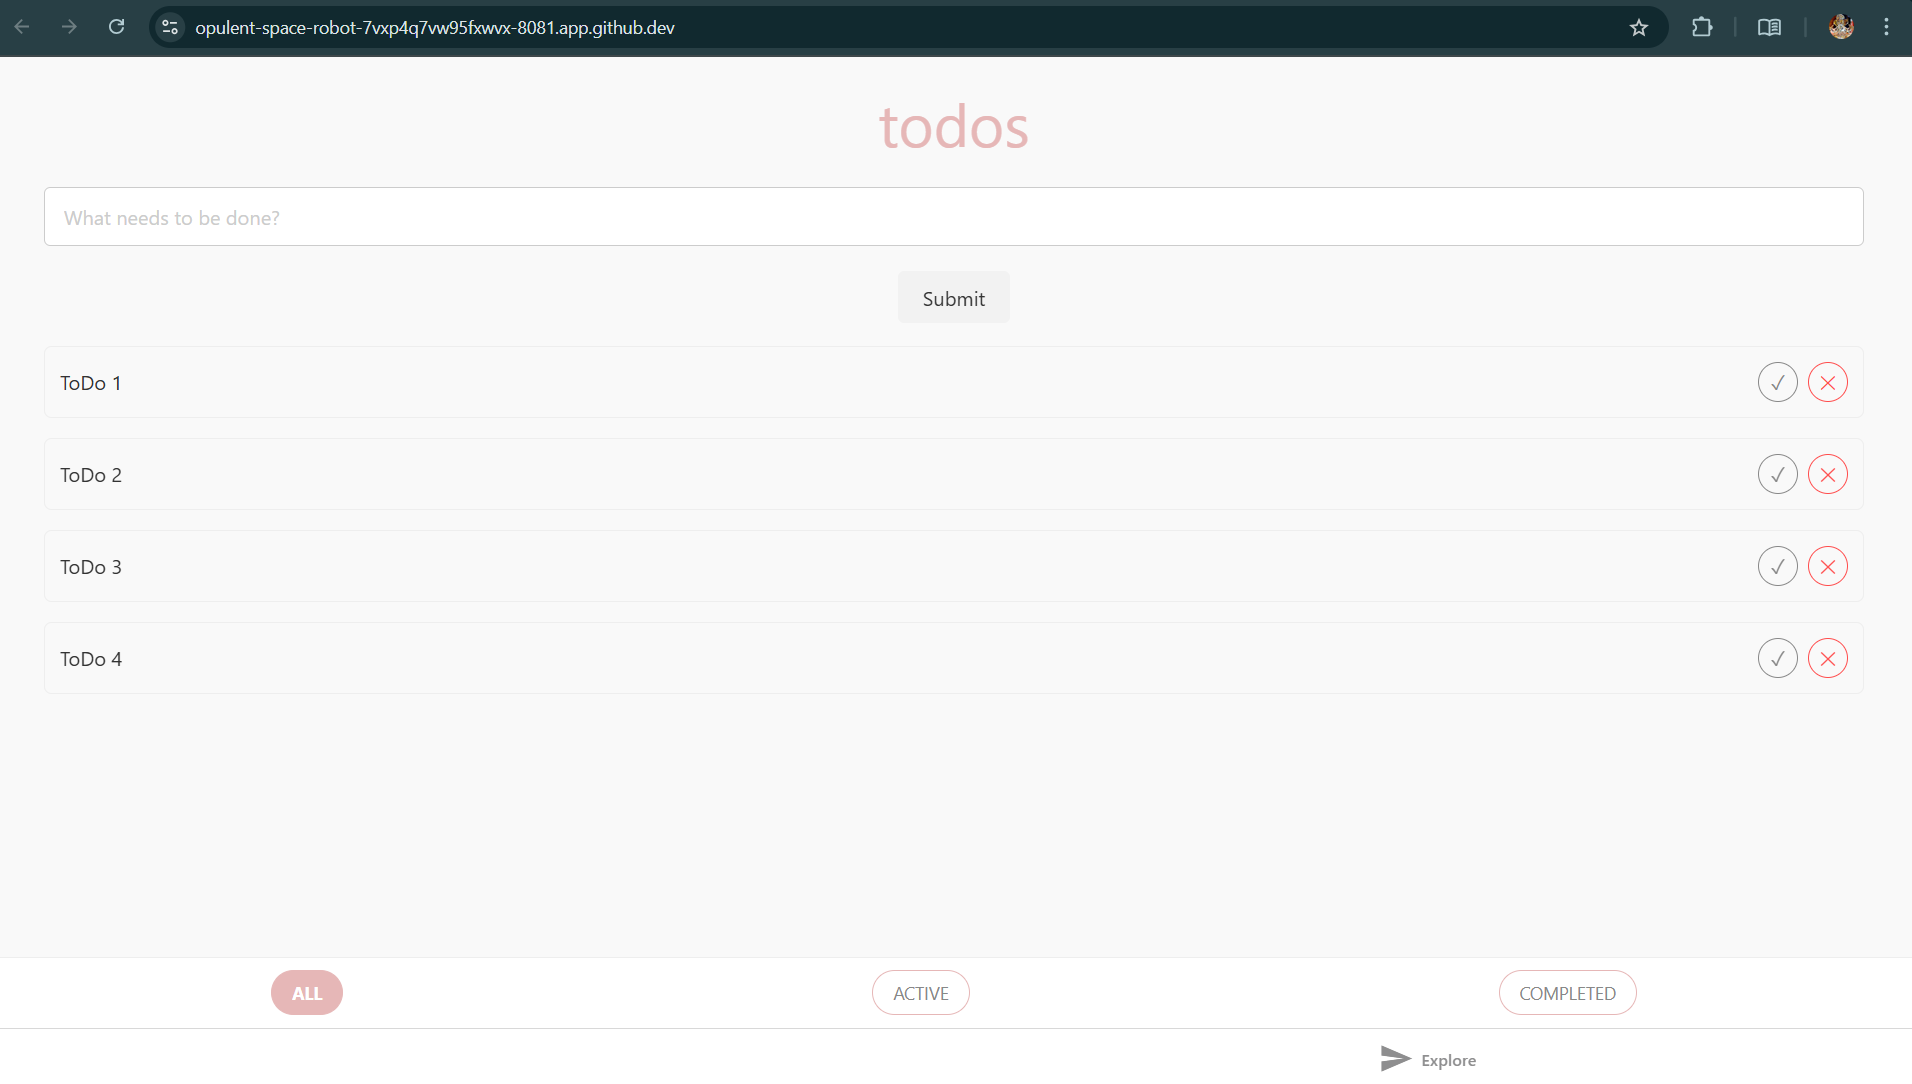 opulent-space-robot-7vxp4q7vw95fxwvx-8081.app.github.dev
todos
What needs to be done?
Submit
ToDo 1
ToDo 2
ToDo 3
ToDo 4
ALL ACTIVE COMPLETED
Explore